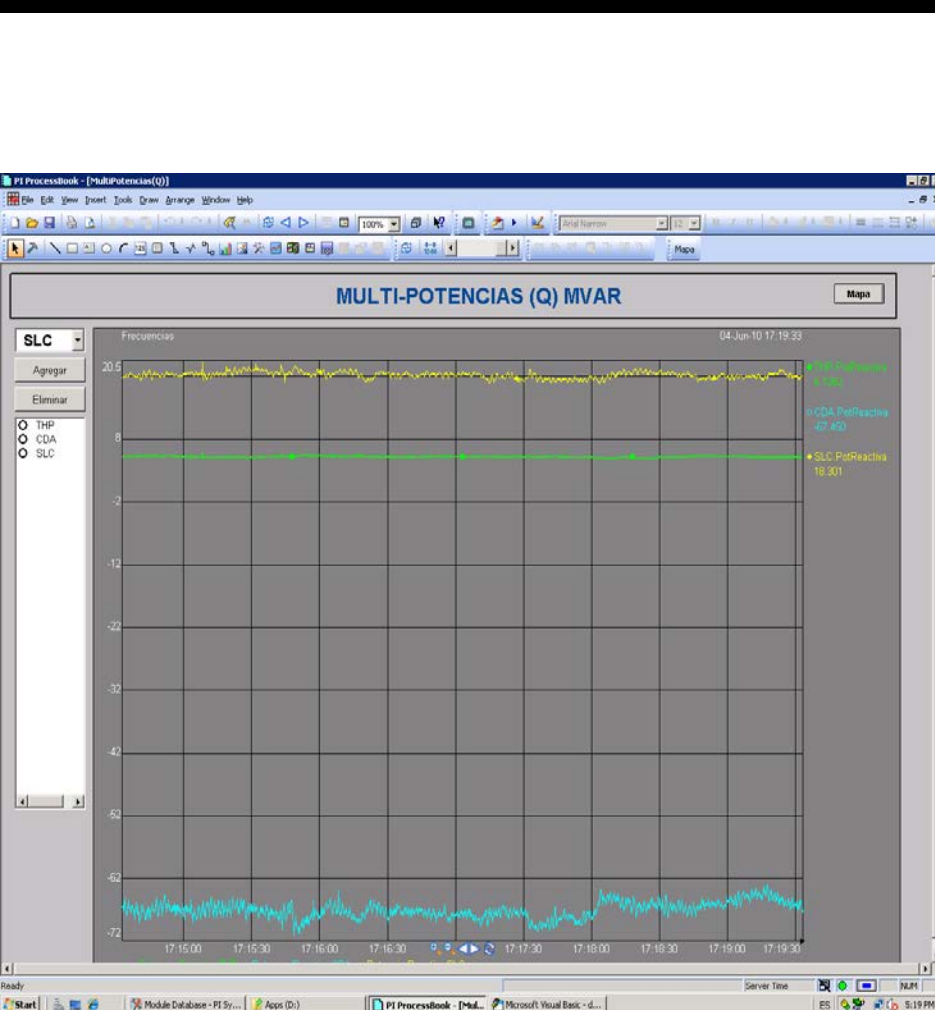 PI ProcessBook - [MultiPotencias(Q)]
File Edit View Insert Tools Draw Arrange Window Help
100% Arial Narrow 12
Mapa
MULTI-POTENCIAS (Q) MVAR
Mapa
SLC
Agregar
Eliminar
THP
CDA
SLC
Frecuencias
04-Jun-10 17:19:33
20.5
8
-2
-12
-22
-32
-42
-52
-62
-72
THP.PotReactiva
CDA.PotReactiva
-67.450
SLC.PotReactiva
18.301
17:15:00 17:15:30 17:16:00 17:16:30 17:17:30 17:18:00 17:18:30 17:19:00 17:19:30
Ready
Server Time NUM
Start Module Database - PI Sy... Apps (D:) PI ProcessBook - [Mul... Microsoft Visual Basic - d... ES 5:19 PM